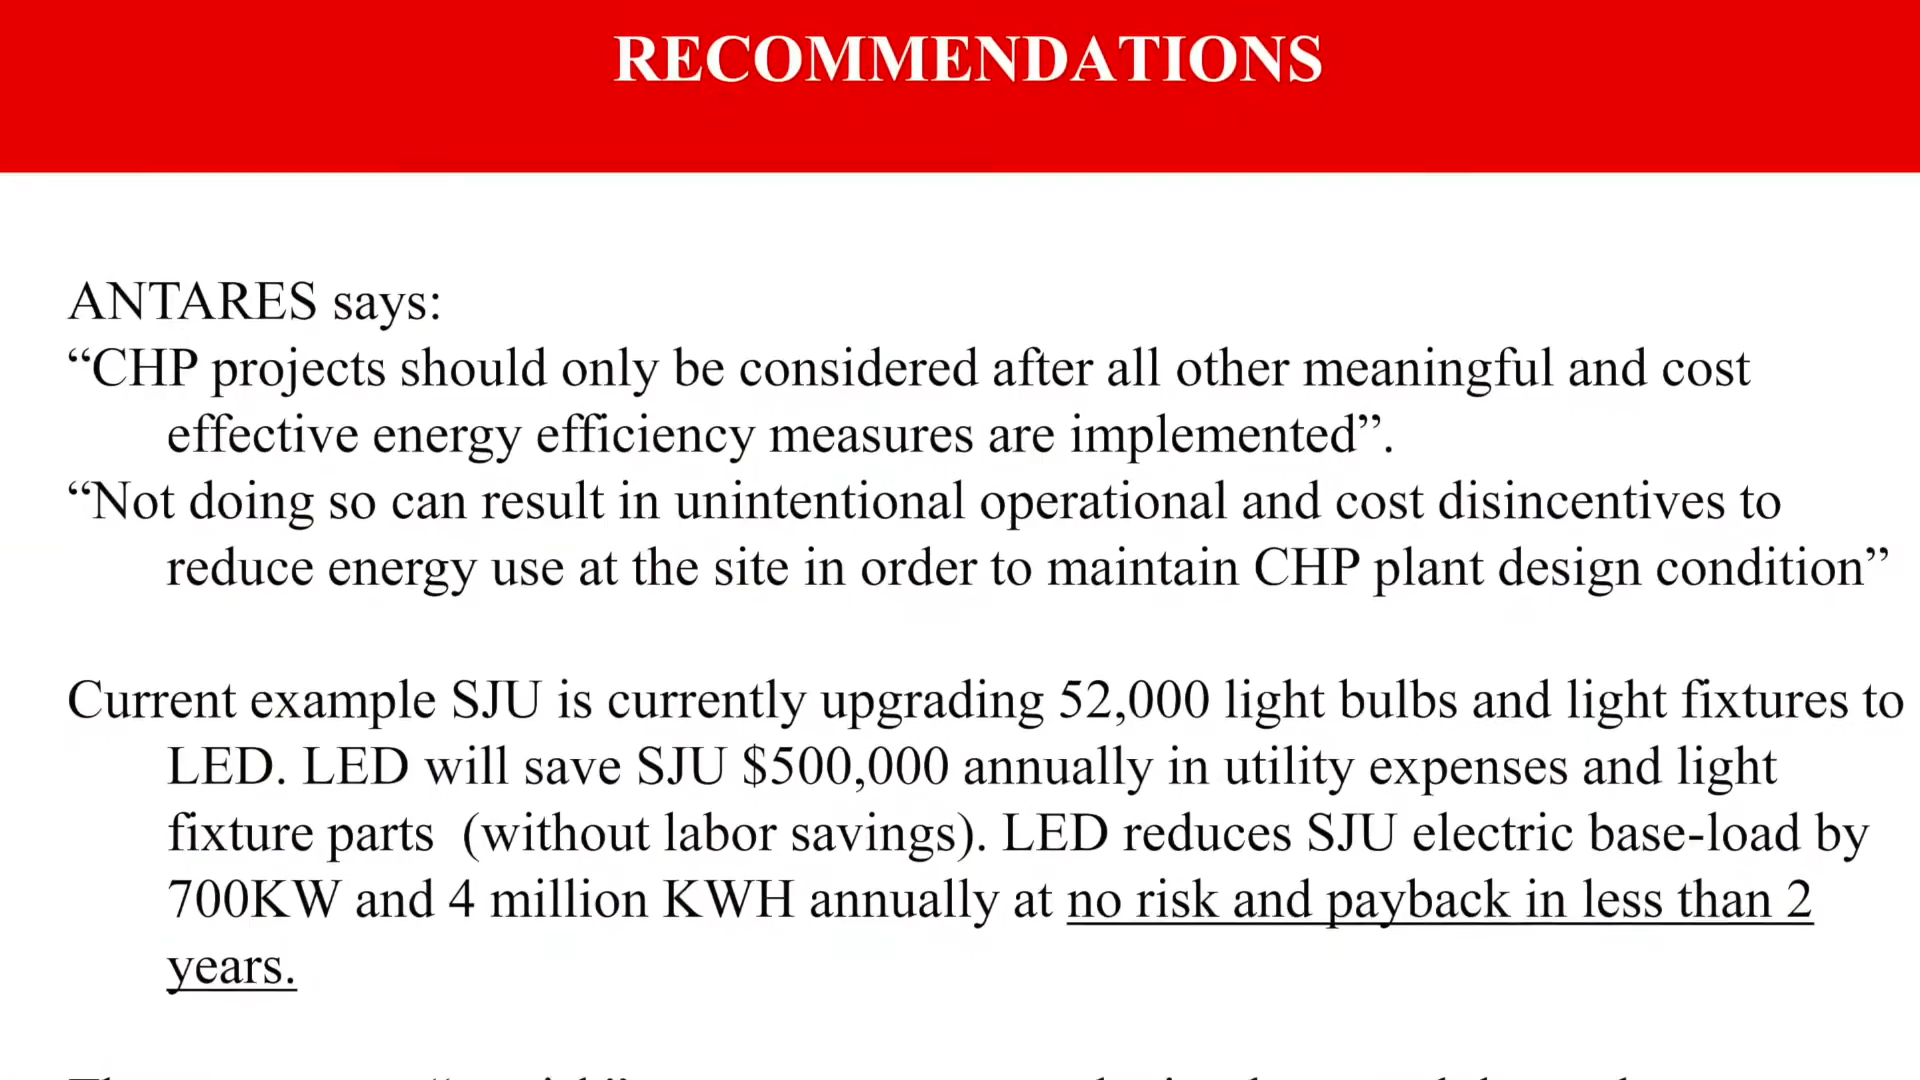 RECOMMENDATIONS
ANTARES says:
“CHP projects should only be considered after all other meaningful and cost
effective energy efficiency measures are implemented”.
“Not doing so can result in unintentional operational and cost disincentives to
reduce energy use at the site in order to maintain CHP plant design condition”
Current example SJU is currently upgrading 52,000 light bulbs and light fixtures to
LED. LED will save SJU $500,000 annually in utility expenses and light
fixture parts (without labor savings). LED reduces SJU electric base-load by
700KW and 4 million KWH annually at no risk and payback in less than 2
years.